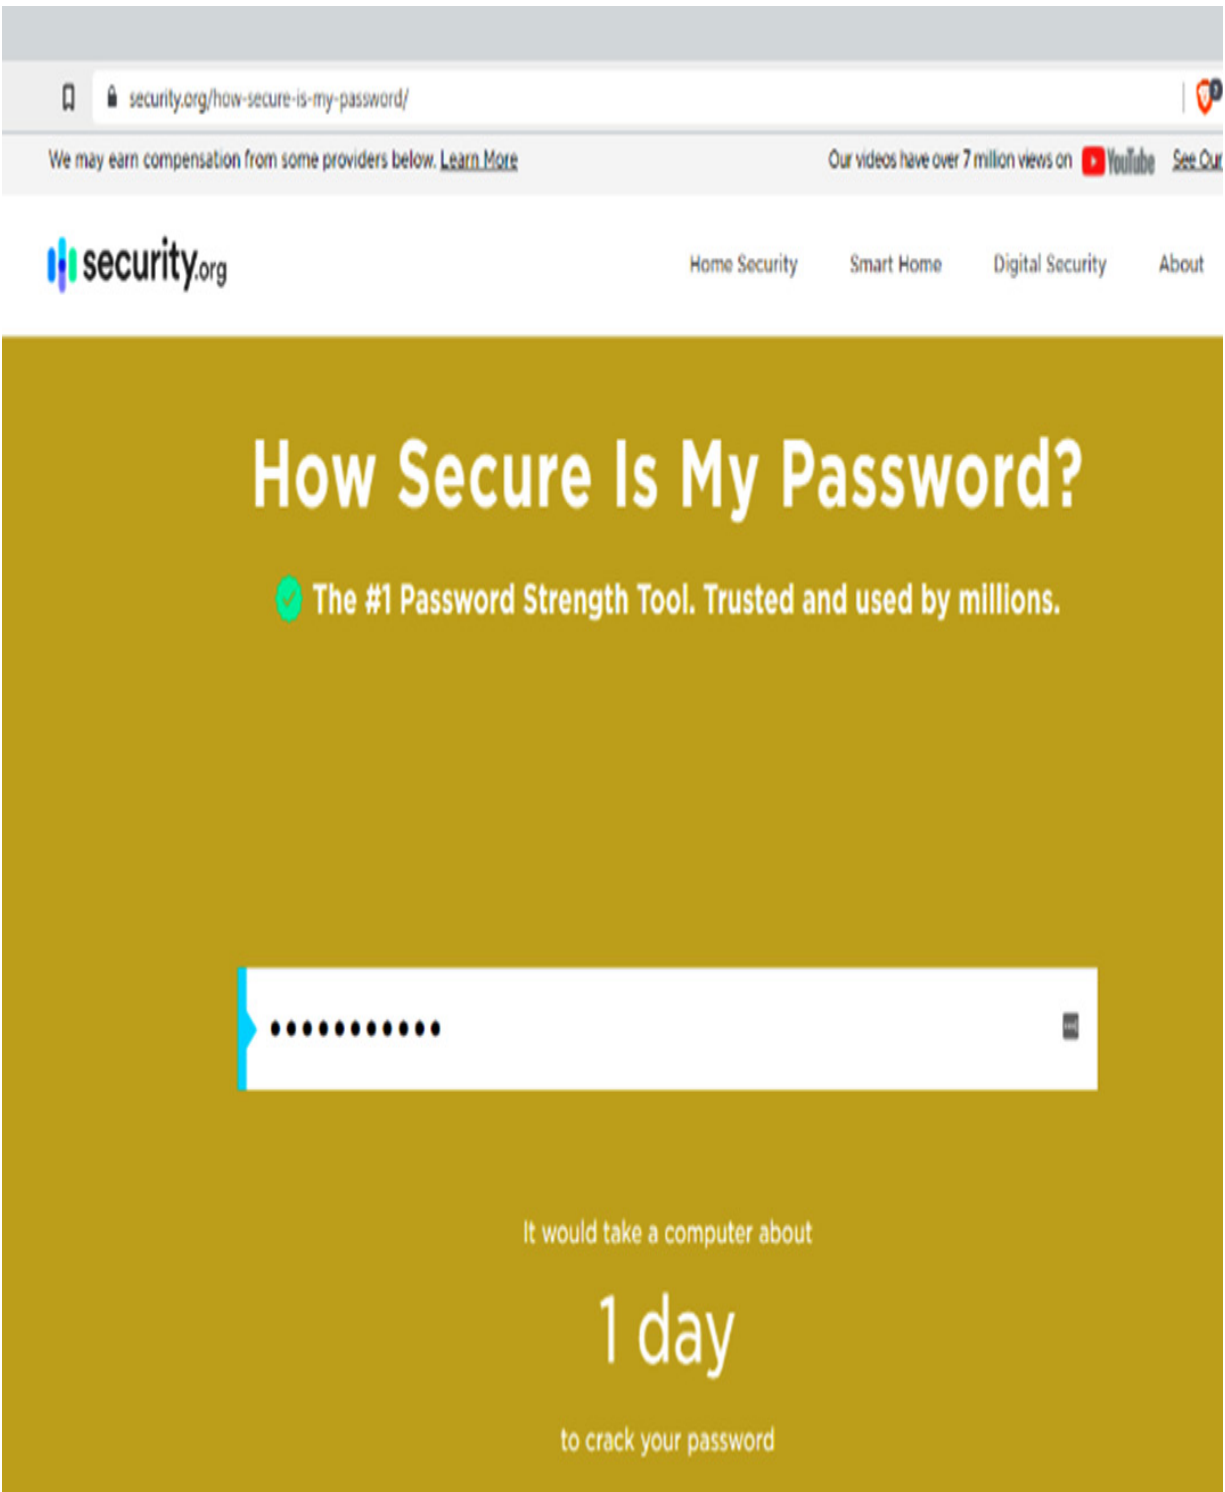 security.org/how-secure-is-my-password/
We may earn compensation from some providers below. Learn More
Our videos have over 7 million views on YouTube See Our
security.org
Home Security Smart Home Digital Security About
How Secure Is My Password?
The #1 Password Strength Tool. Trusted and used by millions.
•••••••••••
It would take a computer about
1 day
to crack your password